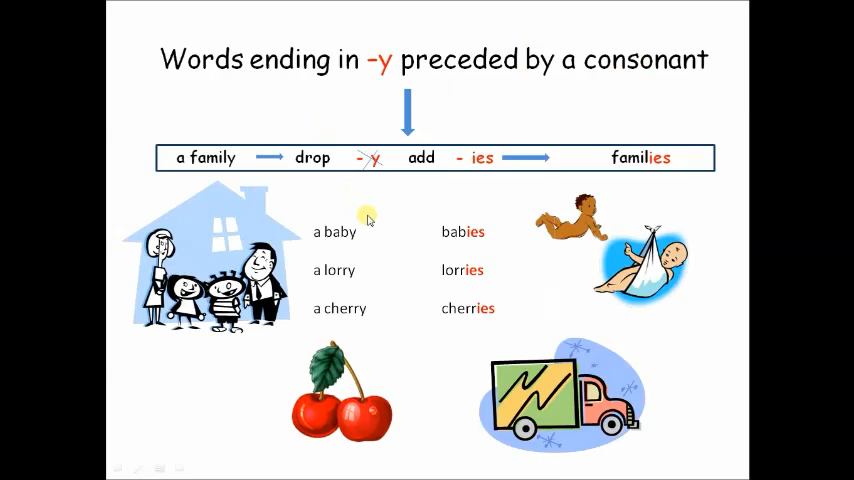 Words ending in -y preceded by a consonant
a family drop - y add - ies families
a baby babies
a lorry lorries
a cherry cherries